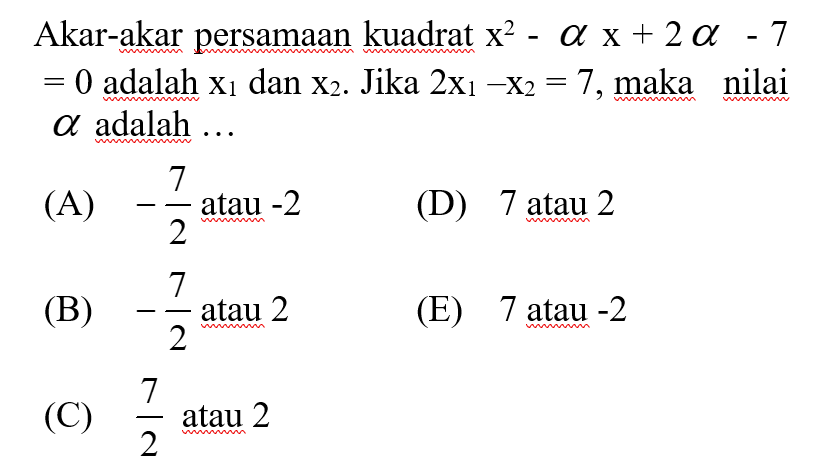 Akar-akar persamaan kuadrat x² - α x + 2 α - 7
= 0 adalah x₁ dan x₂. Jika 2x₁ –x₂ = 7, maka nilai
α adalah …
(A) −7/2 atau -2 (D) 7 atau 2
(B) −7/2 atau 2 (E) 7 atau -2
(C) 7/2 atau 2